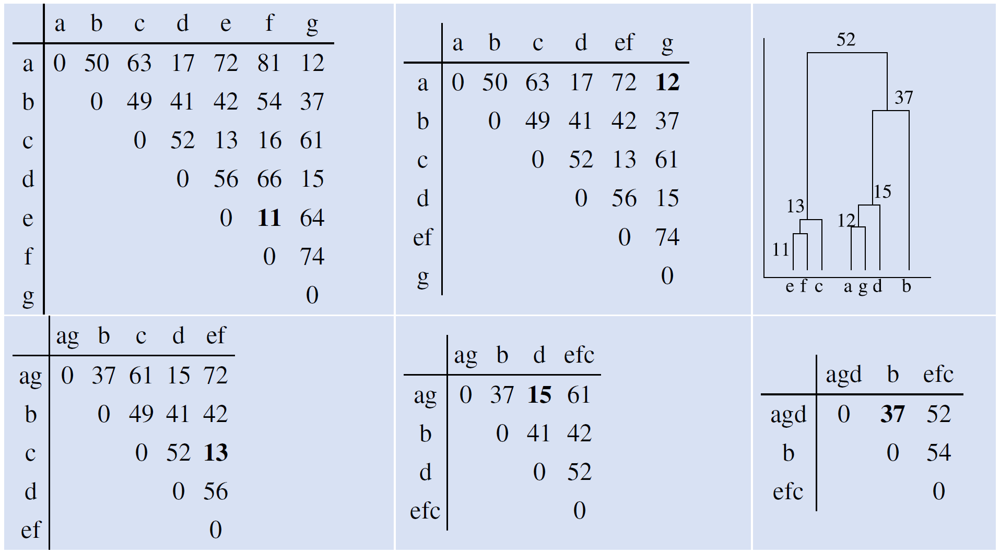 a b c d e f g
a 0 50 63 17 72 81 12
b 0 49 41 42 54 37
c 0 52 13 16 61
d 0 56 66 15
e 0 11 64
f 0 74
g 0
a b c d ef g
a 0 50 63 17 72 12
b 0 49 41 42 37
c 0 52 13 61
d 0 56 15
ef 0 74
g 0
52
37
15
13
12
11
e f c a g d b
ag b c d ef
ag 0 37 61 15 72
b 0 49 41 42
c 0 52 13
d 0 56
ef 0
ag b d efc
ag 0 37 15 61
b 0 41 42
d 0 52
efc 0
agd b efc
agd 0 37 52
b 0 54
efc 0